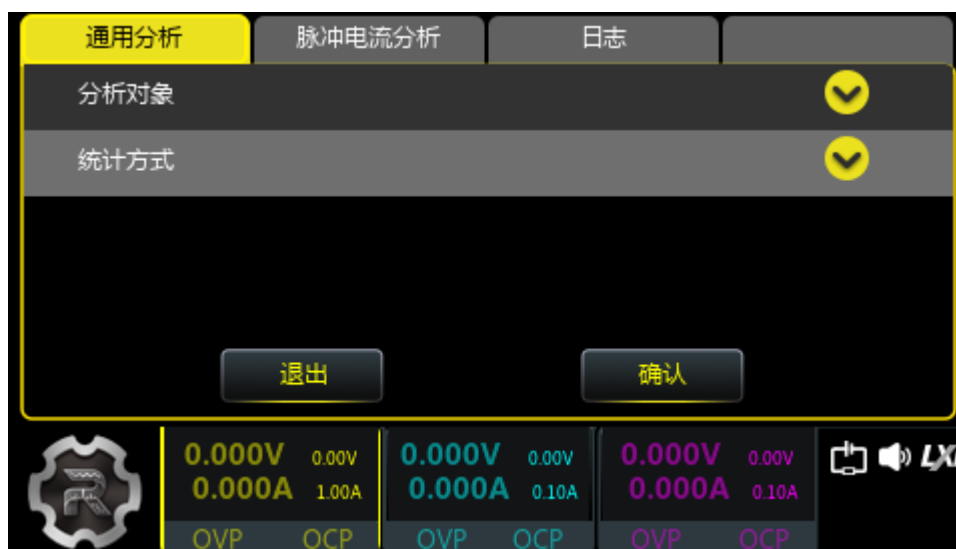 通用分析 脉冲电流分析 日志
分析对象
统计方式
退出 确认
0.000V 0.00V 0.000V 0.00V 0.000V 0.00V
0.000A 1.00A 0.000A 0.10A 0.000A 0.10A
OVP OCP OVP OCP OVP OCP
R
LXI